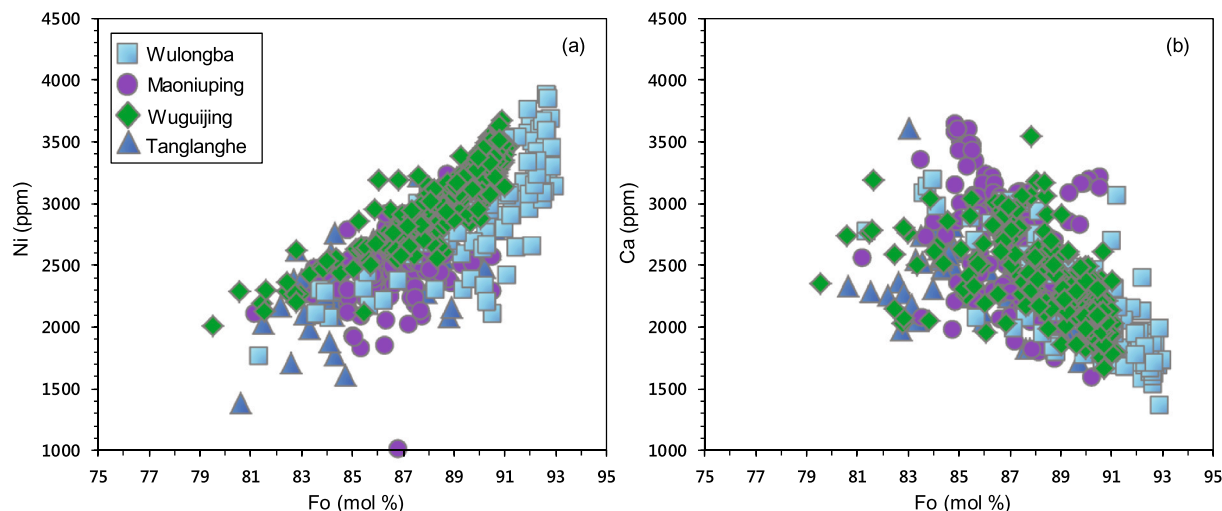 4500
4000
3500
3000
2500
2000
1500
1000
Ni (ppm)
75 77 79 81 83 85 87 89 91 93 95
Fo (mol %)
(a)
Wulongba
Maoniuping
Wuguijing
Tanglanghe
4500
4000
3500
3000
2500
2000
1500
1000
Ca (ppm)
75 77 79 81 83 85 87 89 91 93 95
Fo (mol %)
(b)